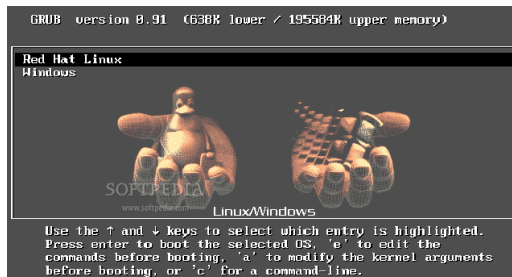 GRUB version 0.91 (638K lower / 195584K upper memory)
Red Hat Linux
Windows
SOFTPEDIA
www.softpedia.com
Linux/Windows
Use the ↑ and ↓ keys to select which entry is highlighted.
Press enter to boot the selected OS, 'e' to edit the
commands before booting, 'a' to modify the kernel arguments
before booting, or 'c' for a command-line.